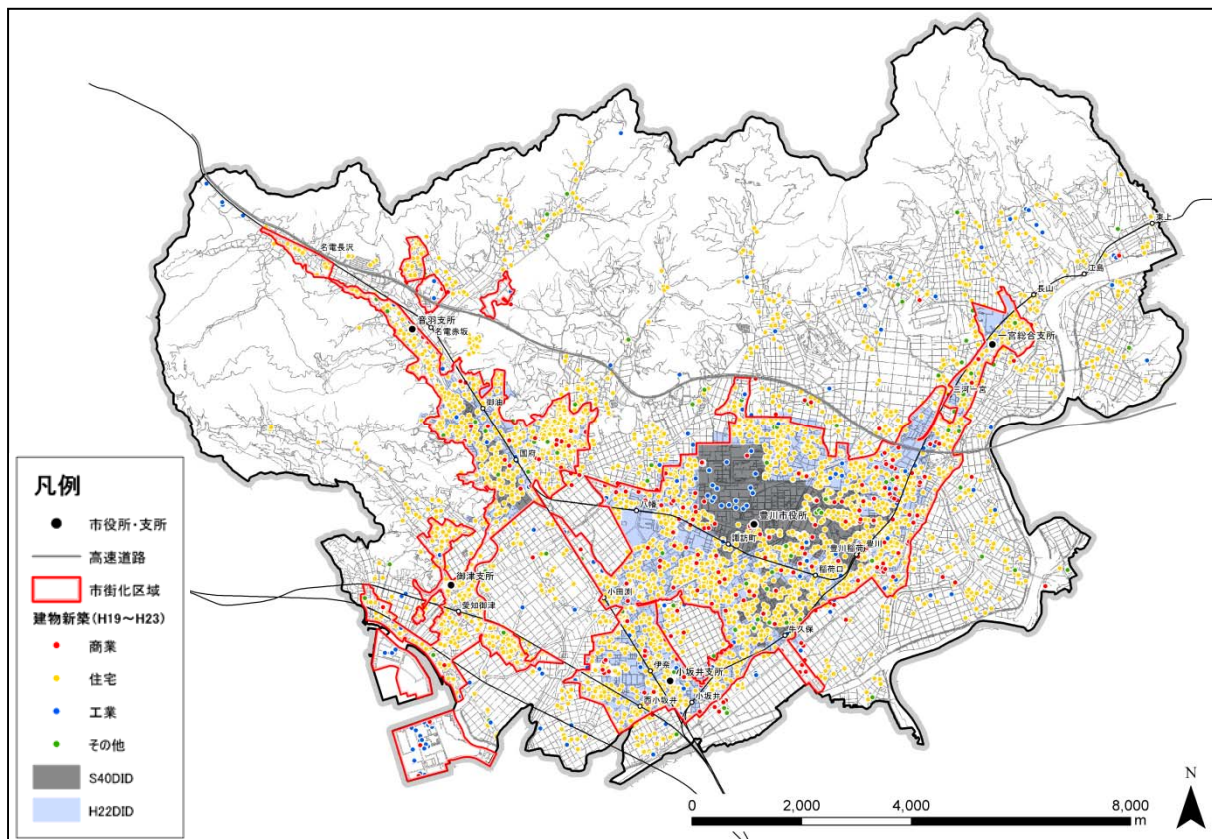 東上
江島
長山
名電長沢
音羽支所
名電赤坂
一宮総合支所
三河一宮
御油
国府
八幡
豊川市役所
諏訪町
豊川稲荷
豊川
稲荷口
御津支所
愛知御津
小田渕
牛久保
伊奈
小坂井支所
西小坂井
小坂井
凡例
市役所・支所
高速道路
市街化区域
建物新築(H19～H23)
商業
住宅
工業
その他
S40DID
H22DID
0 2,000 4,000 8,000
m
N